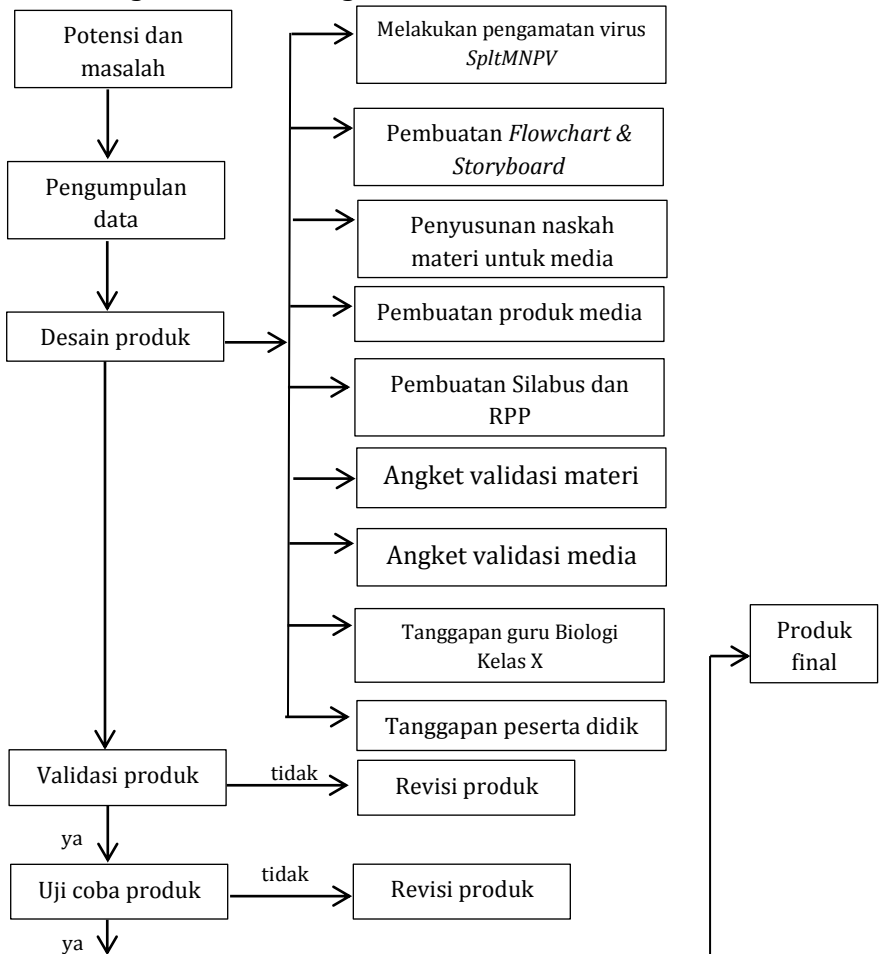 Potensi dan
masalah
Melakukan pengamatan virus
SpltMNPV
Pembuatan Flowchart &
Storyboard
Pengumpulan
data
Penyusunan naskah
materi untuk media
Desain produk
Pembuatan produk media
Pembuatan Silabus dan
RPP
Angket validasi materi
Angket validasi media
Tanggapan guru Biologi
Kelas X
Produk
final
Tanggapan peserta didik
Validasi produk
tidak
Revisi produk
ya
Uji coba produk
tidak
Revisi produk
ya